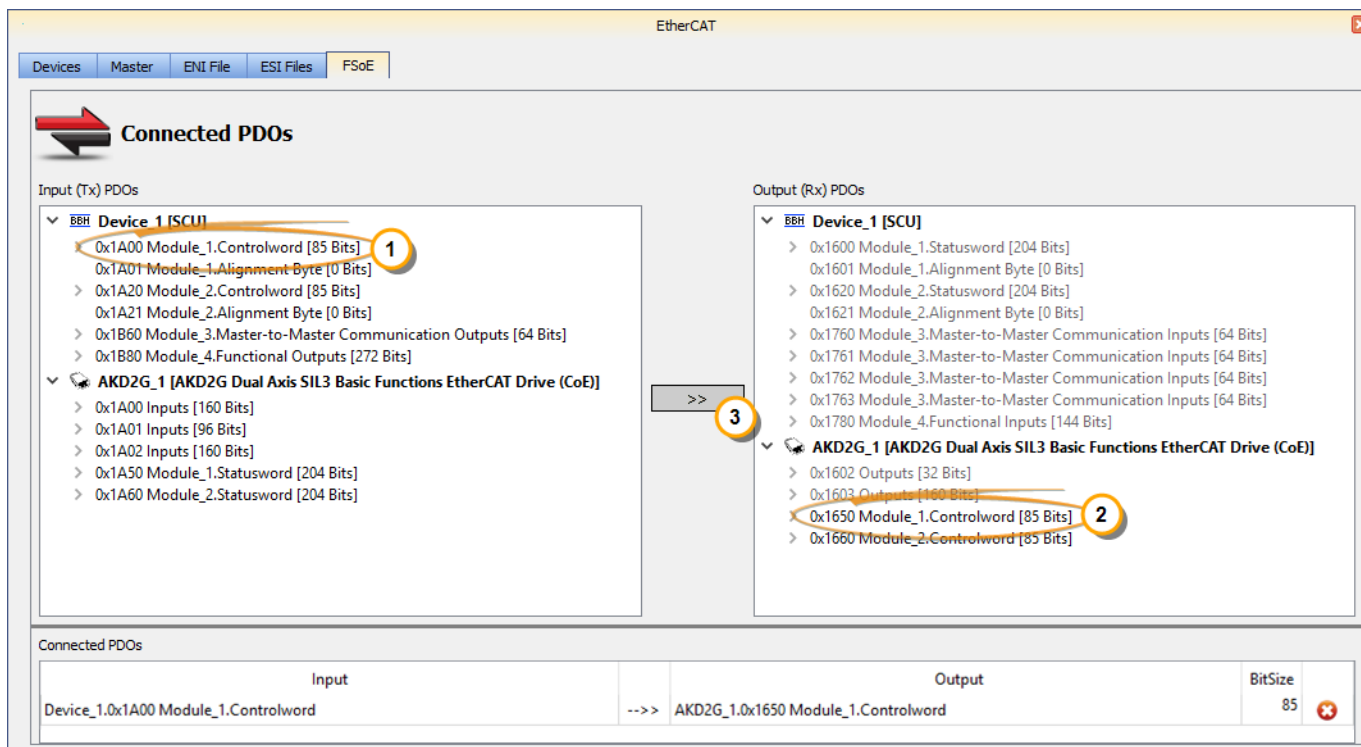 EtherCAT
Devices Master ENI File ESI Files FSoE
Connected PDOs
Input (Tx) PDOs
BBH Device_1 [SCU]
0x1A00 Module_1.Controlword [85 Bits] 1
0x1A01 Module_1.Alignment Byte [0 Bits]
0x1A20 Module_2.Controlword [85 Bits]
0x1A21 Module_2.Alignment Byte [0 Bits]
0x1B60 Module_3.Master-to-Master Communication Outputs [64 Bits]
0x1B80 Module_4.Functional Outputs [272 Bits]
AKD2G_1 [AKD2G Dual Axis SIL3 Basic Functions EtherCAT Drive (CoE)]
0x1A00 Inputs [160 Bits]
0x1A01 Inputs [96 Bits]
0x1A02 Inputs [160 Bits]
0x1A50 Module_1.Statusword [204 Bits]
0x1A60 Module_2.Statusword [204 Bits]
>>
3
Output (Rx) PDOs
BBH Device_1 [SCU]
0x1600 Module_1.Statusword [204 Bits]
0x1601 Module_1.Alignment Byte [0 Bits]
0x1620 Module_2.Statusword [204 Bits]
0x1621 Module_2.Alignment Byte [0 Bits]
0x1760 Module_3.Master-to-Master Communication Inputs [64 Bits]
0x1761 Module_3.Master-to-Master Communication Inputs [64 Bits]
0x1762 Module_3.Master-to-Master Communication Inputs [64 Bits]
0x1763 Module_3.Master-to-Master Communication Inputs [64 Bits]
0x1780 Module_4.Functional Inputs [144 Bits]
AKD2G_1 [AKD2G Dual Axis SIL3 Basic Functions EtherCAT Drive (CoE)]
0x1602 Outputs [32 Bits]
0x1603 Outputs [160 Bits]
0x1650 Module_1.Controlword [85 Bits] 2
0x1660 Module_2.Controlword [85 Bits]
Connected PDOs
Input Output BitSize
Device_1.0x1A00 Module_1.Controlword -->> AKD2G_1.0x1650 Module_1.Controlword 85